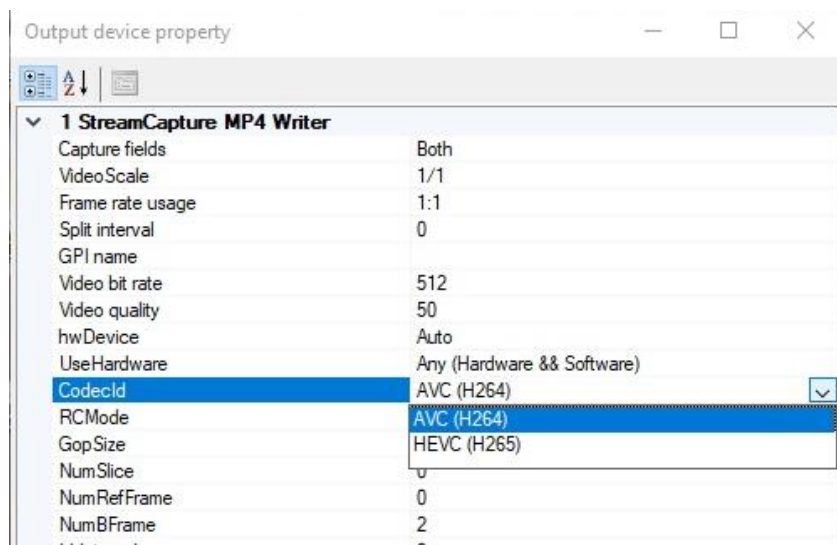 Output device property
1 StreamCapture MP4 Writer
Capture fields Both
VideoScale 1/1
Frame rate usage 1:1
Split interval 0
GPI name
Video bit rate 512
Video quality 50
hwDevice Auto
UseHardware Any (Hardware && Software)
CodecId AVC (H264)
RCMode AVC (H264)
GopSize HEVC (H265)
NumSlice 0
NumRefFrame 0
NumBFrame 2